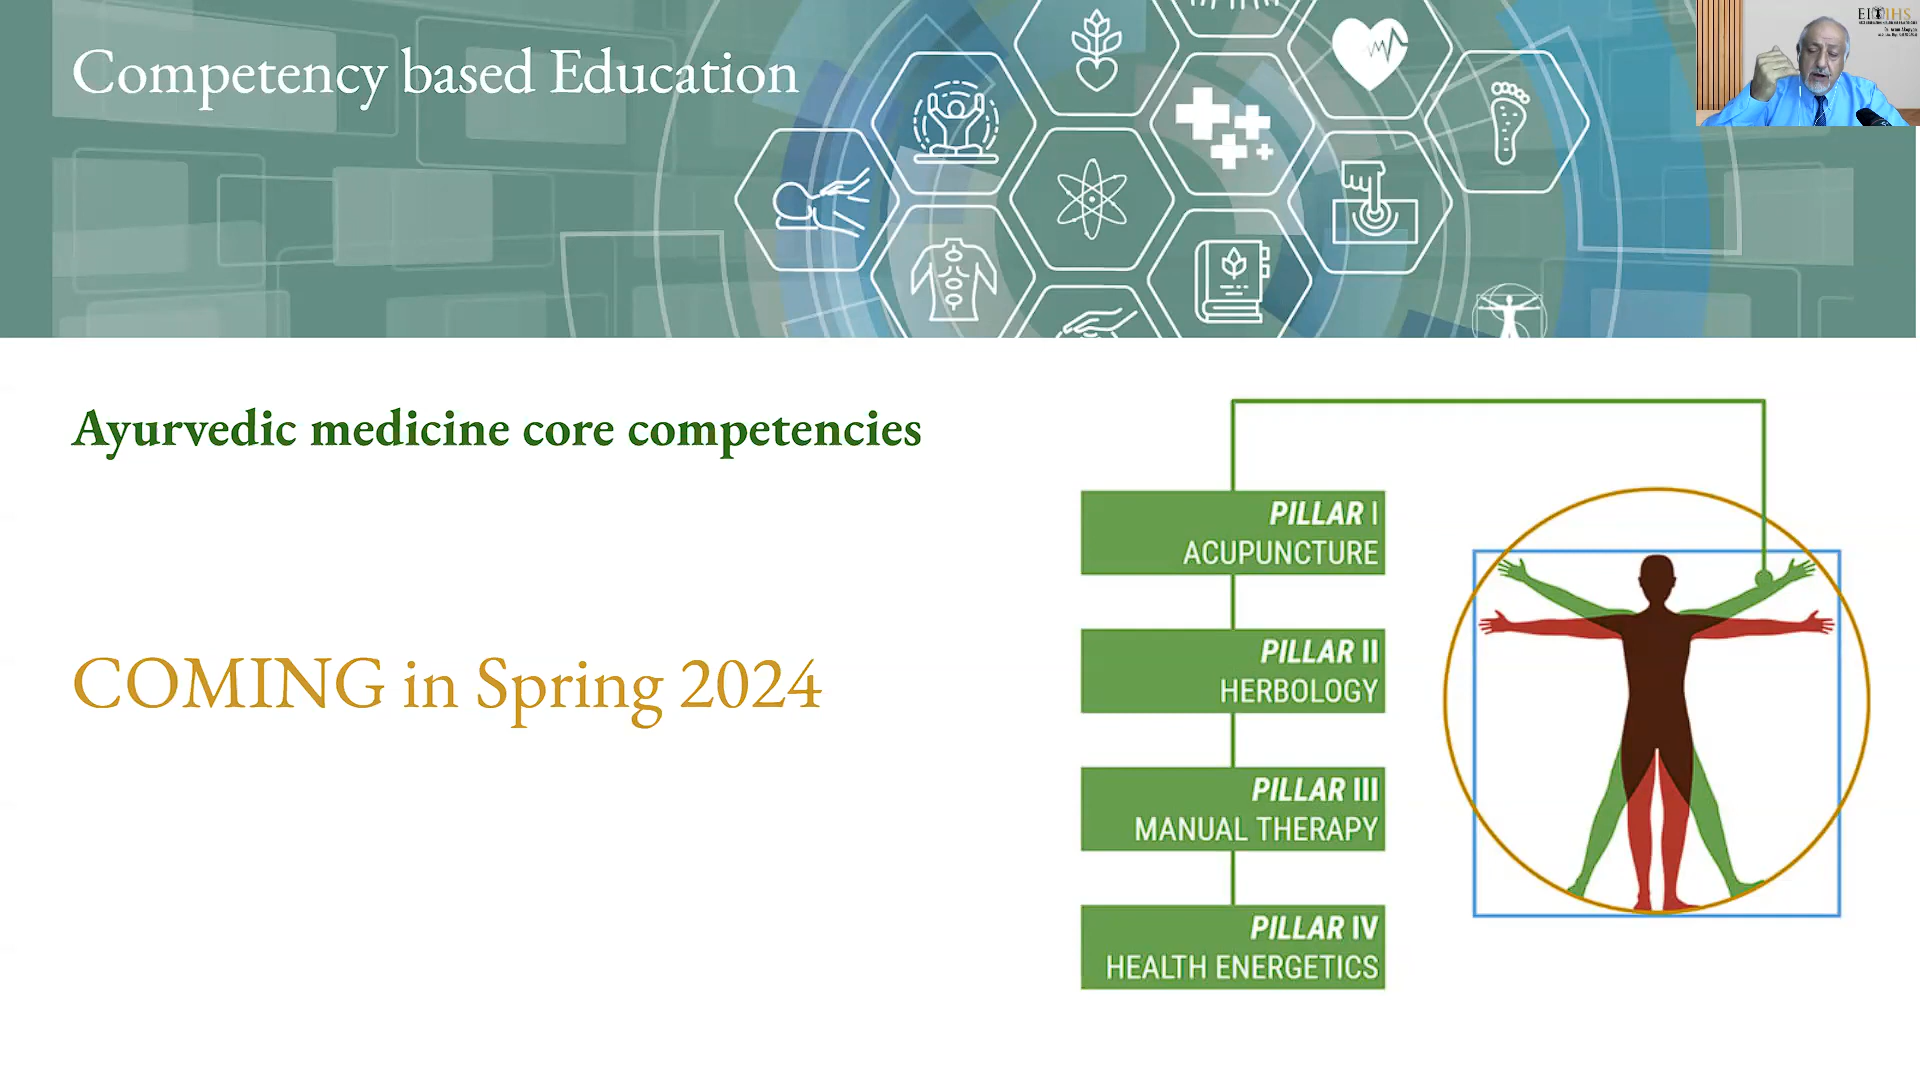 Competency based Education
Ayurvedic medicine core competencies
COMING in Spring 2024
PILLAR I
ACUPUNCTURE
PILLAR II
HERBOLOGY
PILLAR III
MANUAL THERAPY
PILLAR IV
HEALTH ENERGETICS